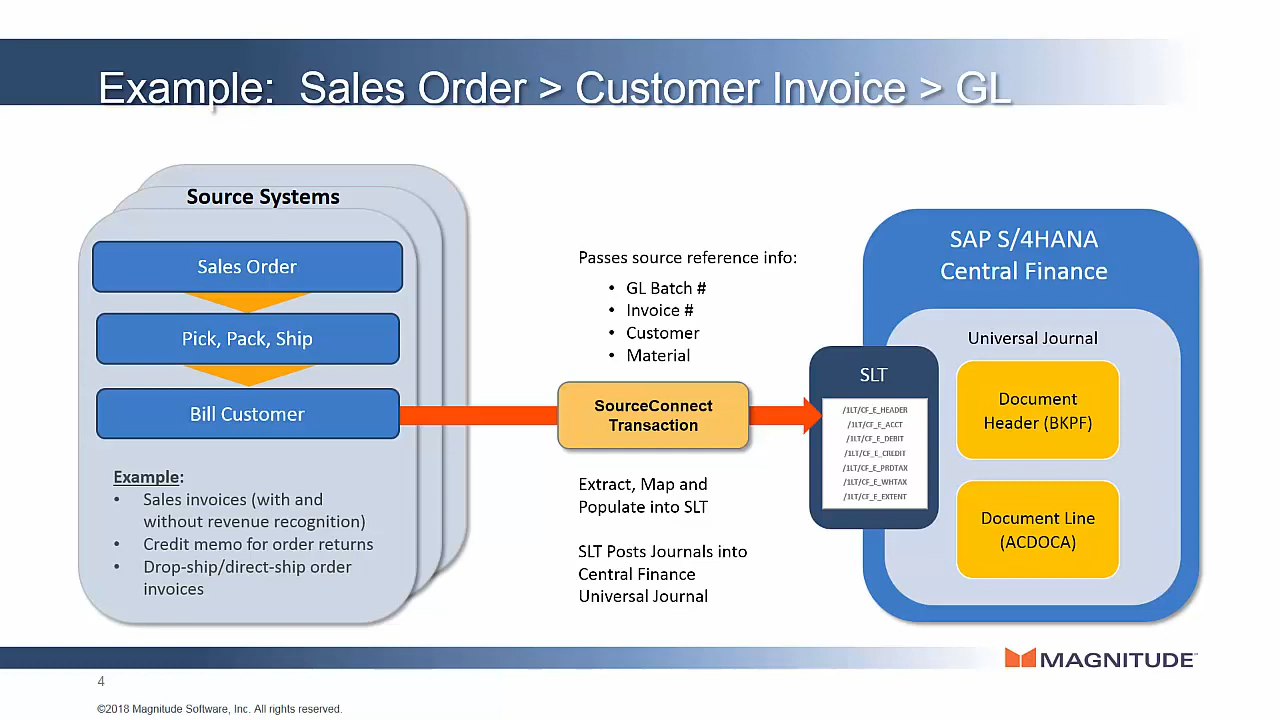 Example:  Sales Order > Customer Invoice > GL
Source Systems
Sales Order
Pick, Pack, Ship
Bill Customer
Example:
• Sales invoices (with and
without revenue recognition)
• Credit memo for order returns
• Drop-ship/direct-ship order
invoices
Passes source reference info:
• GL Batch #
• Invoice #
• Customer
• Material
SourceConnect
Transaction
Extract, Map and
Populate into SLT
SLT Posts Journals into
Central Finance
Universal Journal
SAP S/4HANA
Central Finance
Universal Journal
SLT
/1LT/CF_E_HEADER
/1LT/CF_E_ACCT
/1LT/CF_E_DEBIT
/1LT/CF_E_CREDIT
/1LT/CF_E_PRDTAX
/1LT/CF_E_WHTAX
/1LT/CF_E_EXTENT
Document
Header (BKPF)
Document Line
(ACDOCA)
MAGNITUDE™
4
©2018 Magnitude Software, Inc. All rights reserved.